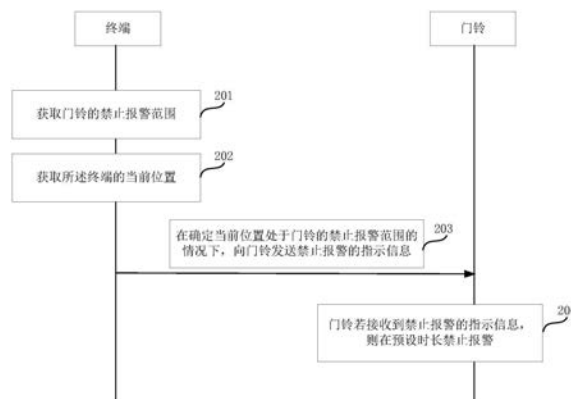 终端
门铃
获取门铃的禁止报警范围
201
获取所述终端的当前位置
202
在确定当前位置处于门铃的禁止报警范围的
情况下，向门铃发送禁止报警的指示信息
203
门铃若接收到禁止报警的指示信息，
则在预设时长禁止报警
20